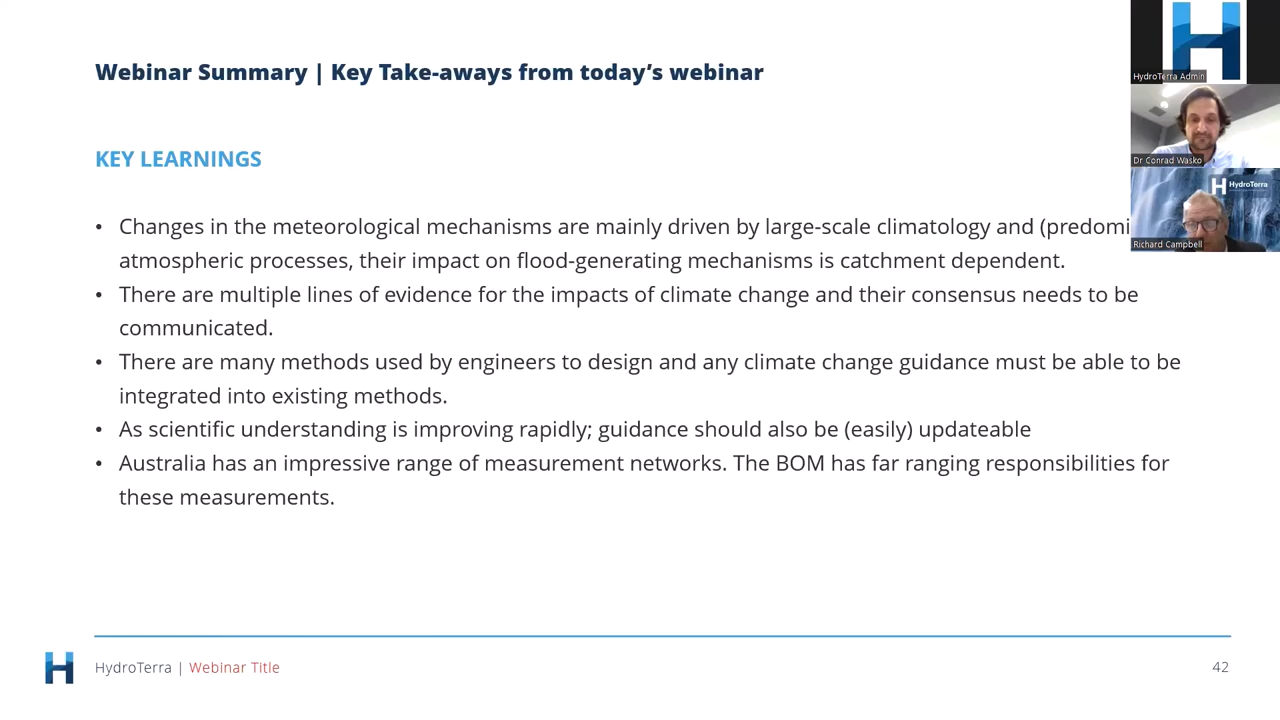 Webinar Summary | Key Take-aways from today's webinar
HydroTerra Admin
Dr Conrad Wasko
HydroTerra
Richard Campbell
KEY LEARNINGS
• Changes in the meteorological mechanisms are mainly driven by large-scale climatology and
atmospheric processes, their impact on flood-generating mechanisms is catchment dependent.
• There are multiple lines of evidence for the impacts of climate change and their consensus needs to be
communicated.
• There are many methods used by engineers to design and any climate change guidance must be able to be
integrated into existing methods.
• As scientific understanding is improving rapidly; guidance should also be (easily) updateable
• Australia has an impressive range of measurement networks. The BOM has far ranging responsibilities for
these measurements.
HydroTerra | Webinar Title
42